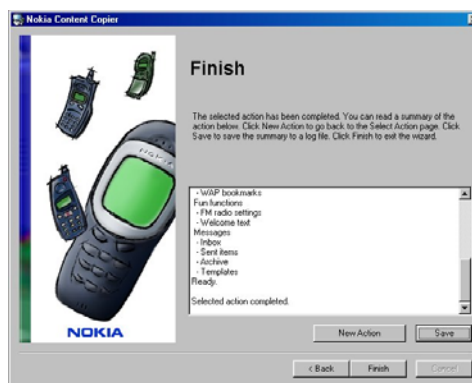 Nokia Content Copier
Finish
The selected action has been completed. You can read a summary of the
action below. Click New Action to go back to the Select Action page. Click
Save to save the summary to a log file. Click Finish to exit the wizard.
- WAP bookmarks
Fun functions
- FM radio settings
- Welcome text
Messages
- Inbox
- Sent items
- Archive
- Templates
Ready.
Selected action completed.
NOKIA
New Action
Save
< Back
Finish
Cancel